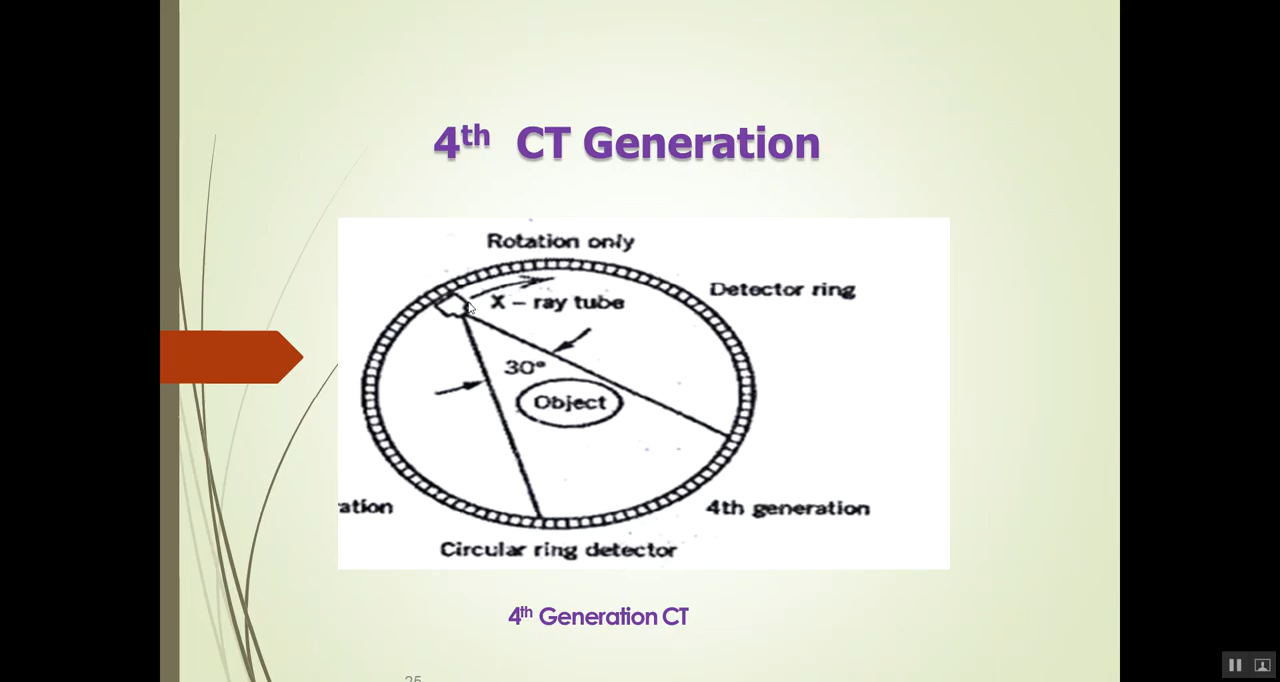 4th CT Generation
Rotation only
Detector ring
X - ray tube
30°
Object
ation
4th generation
Circular ring detector
4th Generation CT